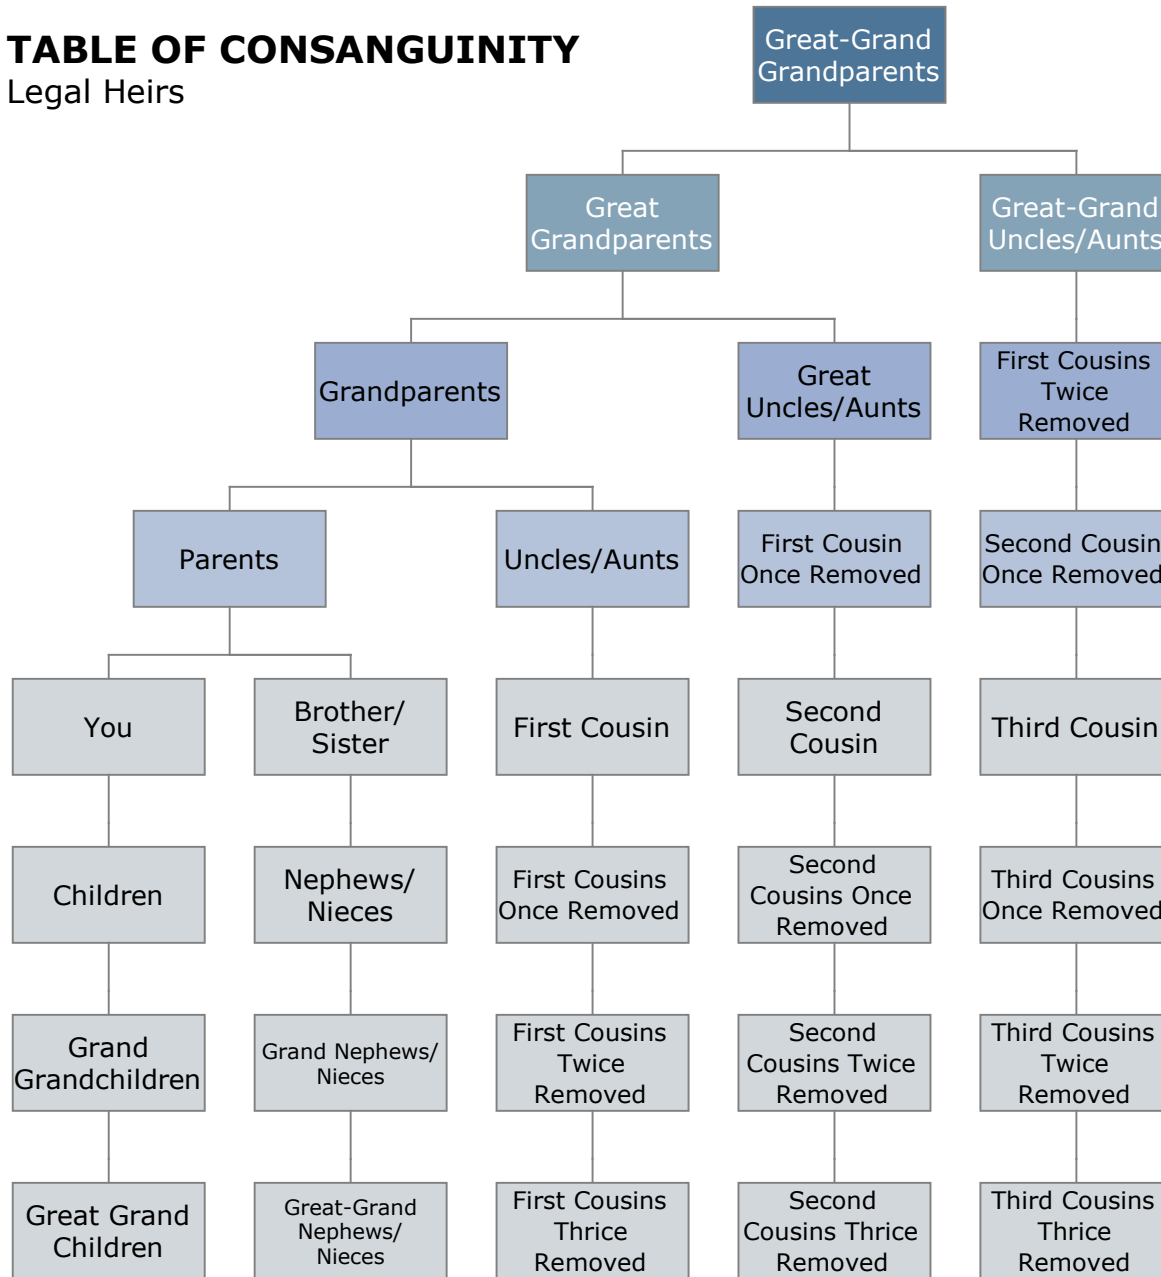 TABLE OF CONSANGUINITY
Legal Heirs
Great-Grand
Grandparents
Great
Grandparents
Great-Grand
Uncles/Aunts
Grandparents
Great
Uncles/Aunts
First Cousins
Twice
Removed
Parents
Uncles/Aunts
First Cousin
Once Removed
Second Cousin
Once Removed
You
Brother/
Sister
First Cousin
Second
Cousin
Third Cousin
Children
Nephews/
Nieces
First Cousins
Once Removed
Second
Cousins Once
Removed
Third Cousins
Once Removed
Grand
Grandchildren
Grand Nephews/
Nieces
First Cousins
Twice
Removed
Second
Cousins Twice
Removed
Third Cousins
Twice
Removed
Great Grand
Children
Great-Grand
Nephews/
Nieces
First Cousins
Thrice
Removed
Second
Cousins Thrice
Removed
Third Cousins
Thrice
Removed